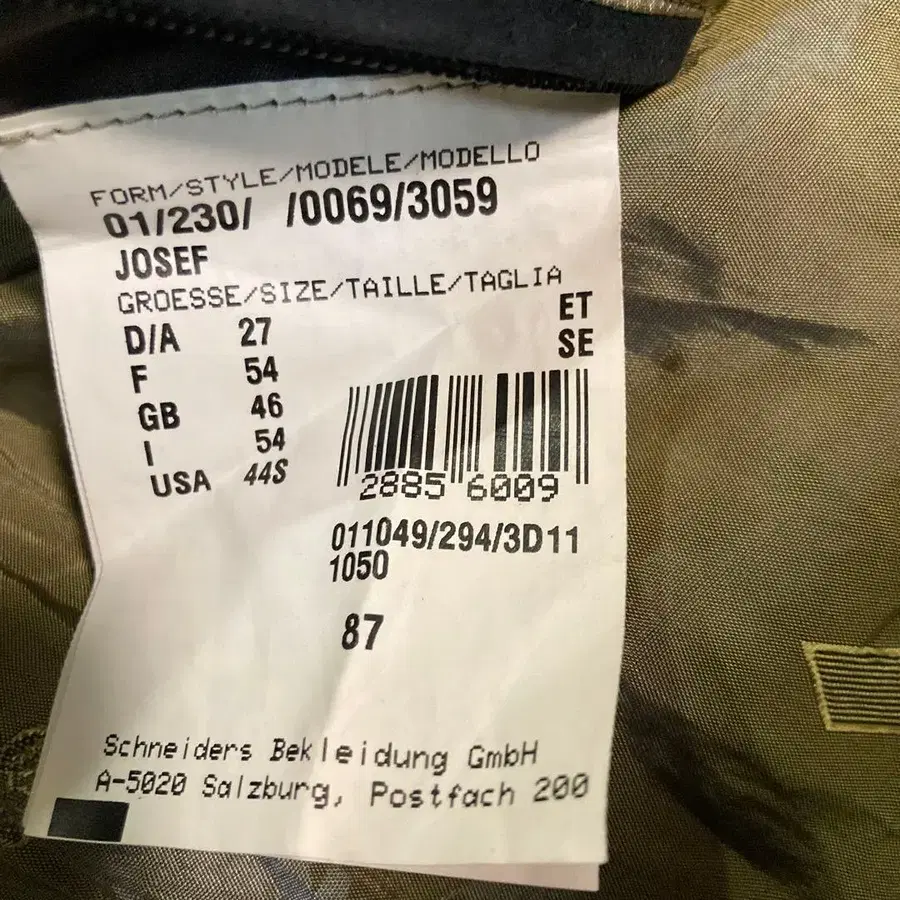 FORM/STYLE/MODELE/MODELLO
01/230/ /0069/3059
JOSEF
GROESSE/SIZE/TAILLE/TAGLIA
D/A 27 ET
F 54 SE
GB 46
I 54
USA 44S
2885 6009
011049/294/3D11
1050
87
Schneiders Bekleidung GmbH
A-5020 Salzburg, Postfach 200